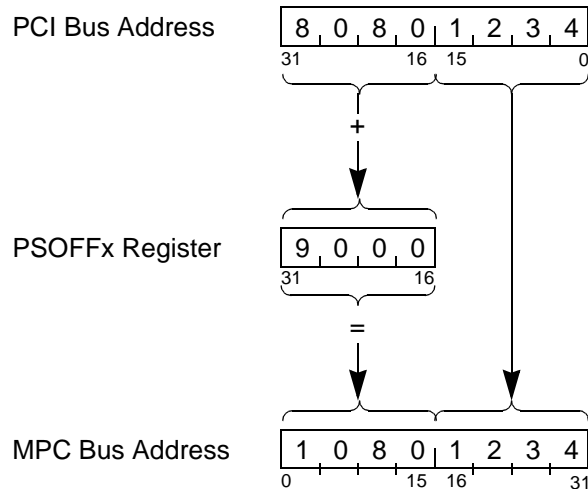 PCI Bus Address 8 0 8 0 1 2 3 4
31 16 15 0
+
PSOFFx Register 9 0 0 0
31 16
=
MPC Bus Address 1 0 8 0 1 2 3 4
0 15 16 31